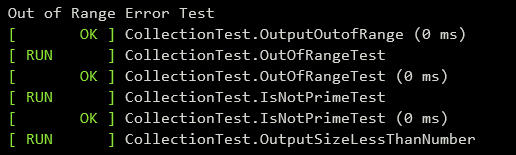 Out of Range Error Test
[       OK ] CollectionTest.OutputOutofRange (0 ms)
[ RUN      ] CollectionTest.OutOfRangeTest
[       OK ] CollectionTest.OutOfRangeTest (0 ms)
[ RUN      ] CollectionTest.IsNotPrimeTest
[       OK ] CollectionTest.IsNotPrimeTest (0 ms)
[ RUN      ] CollectionTest.OutputSizeLessThanNumber